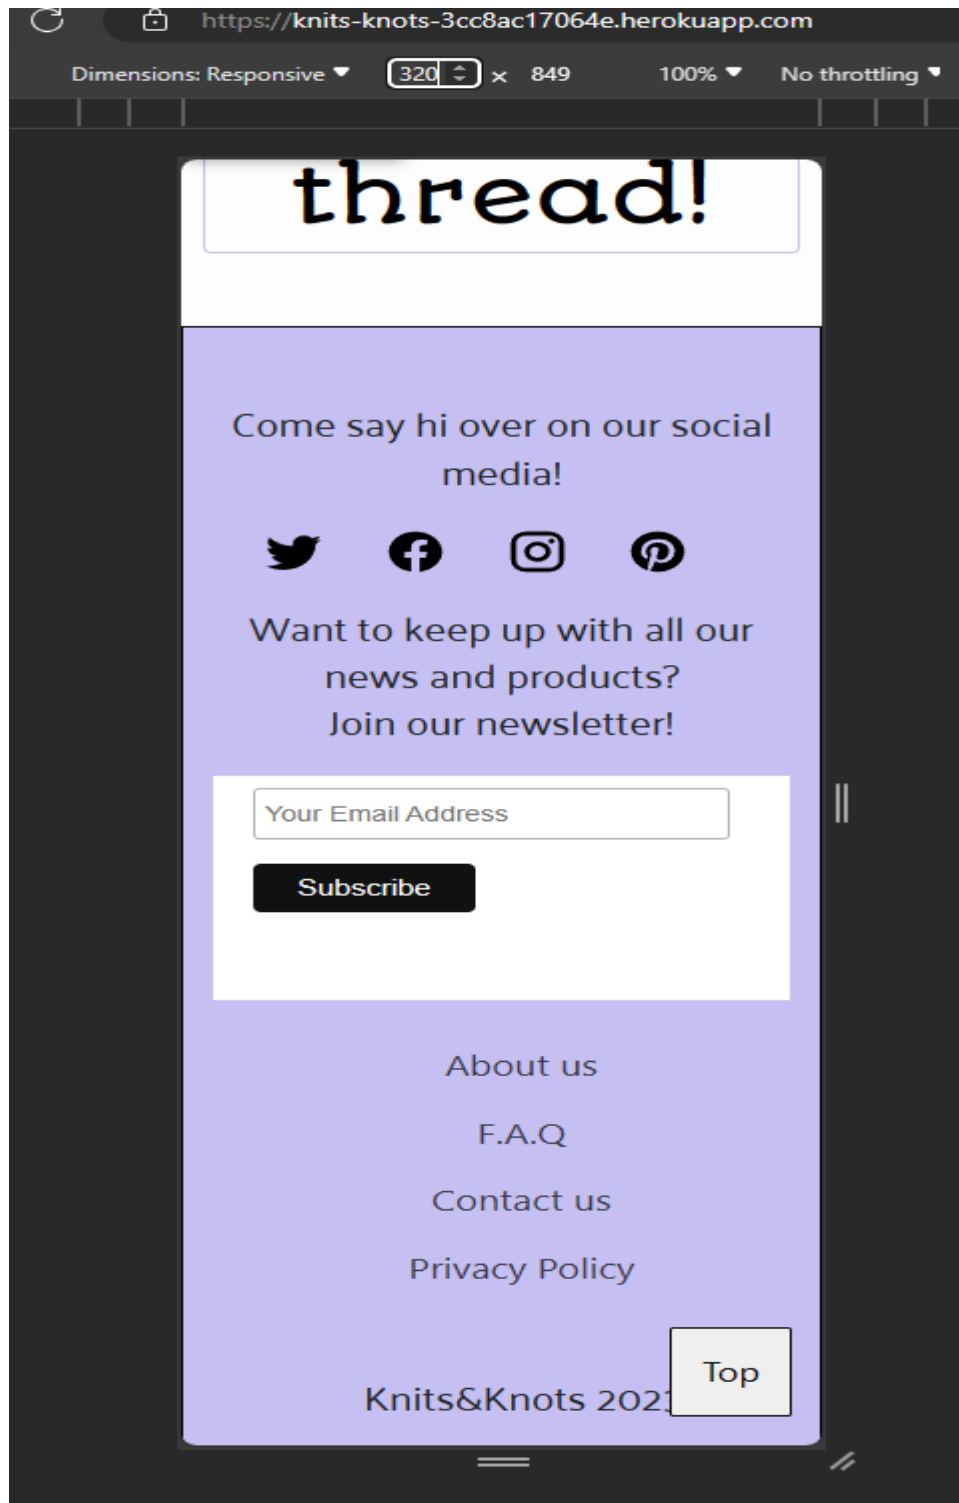 https://knits-knots-3cc8ac17064e.herokuapp.com
Dimensions: Responsive 320 × 849 100% No throttling
thread!
Come say hi over on our social
media!
Want to keep up with all our
news and products?
Join our newsletter!
Your Email Address
Subscribe
About us
F.A.Q
Contact us
Privacy Policy
Top
Knits&Knots